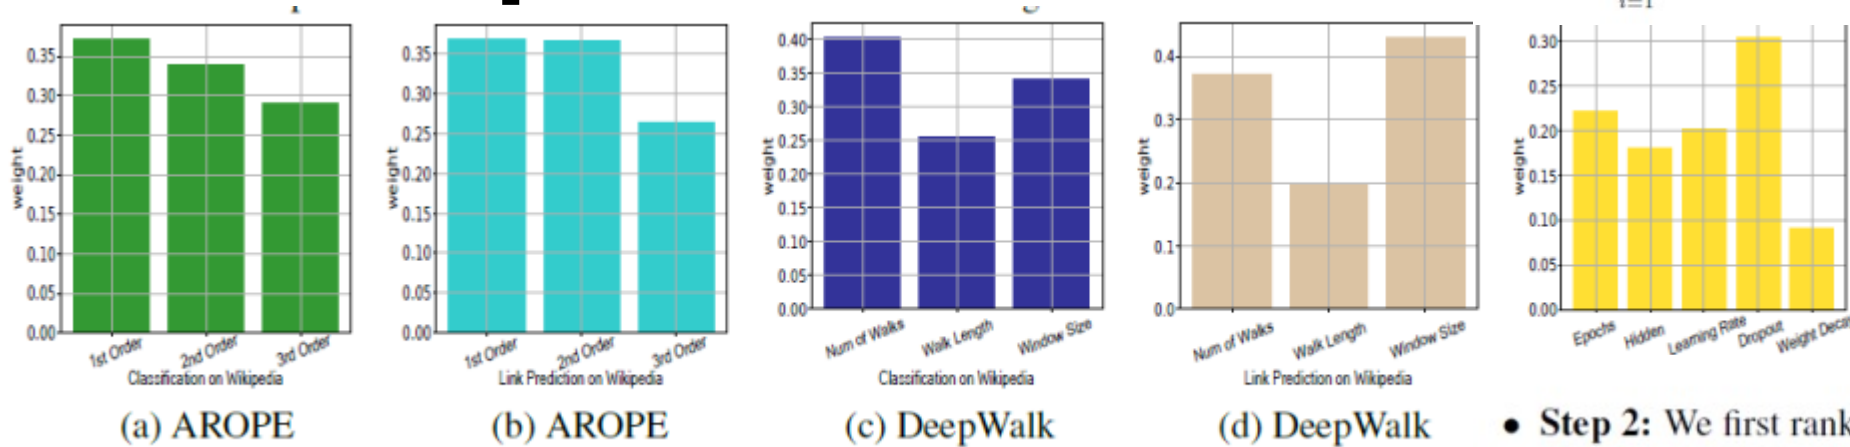 i=1
0.35
0.30
0.25
0.20
0.15
0.10
0.05
0.00
weight
1st Order
2nd Order
3rd Order
Classification on Wikipedia
(a) AROPE
0.35
0.30
0.25
0.20
0.15
0.10
0.05
0.00
weight
1st Order
2nd Order
3rd Order
Link Prediction on Wikipedia
(b) AROPE
0.40
0.35
0.30
0.25
0.20
0.15
0.10
0.05
0.00
weight
Num of Walks
Walk Length
Window Size
Classification on Wikipedia
(c) DeepWalk
0.4
0.3
0.2
0.1
0.0
weight
Num of Walks
Walk Length
Window Size
Link Prediction on Wikipedia
(d) DeepWalk
0.30
0.25
0.20
0.15
0.10
0.05
0.00
weight
Epochs
Hidden
Learning Rate
Dropout
Weight Decay
• Step 2: We first rank